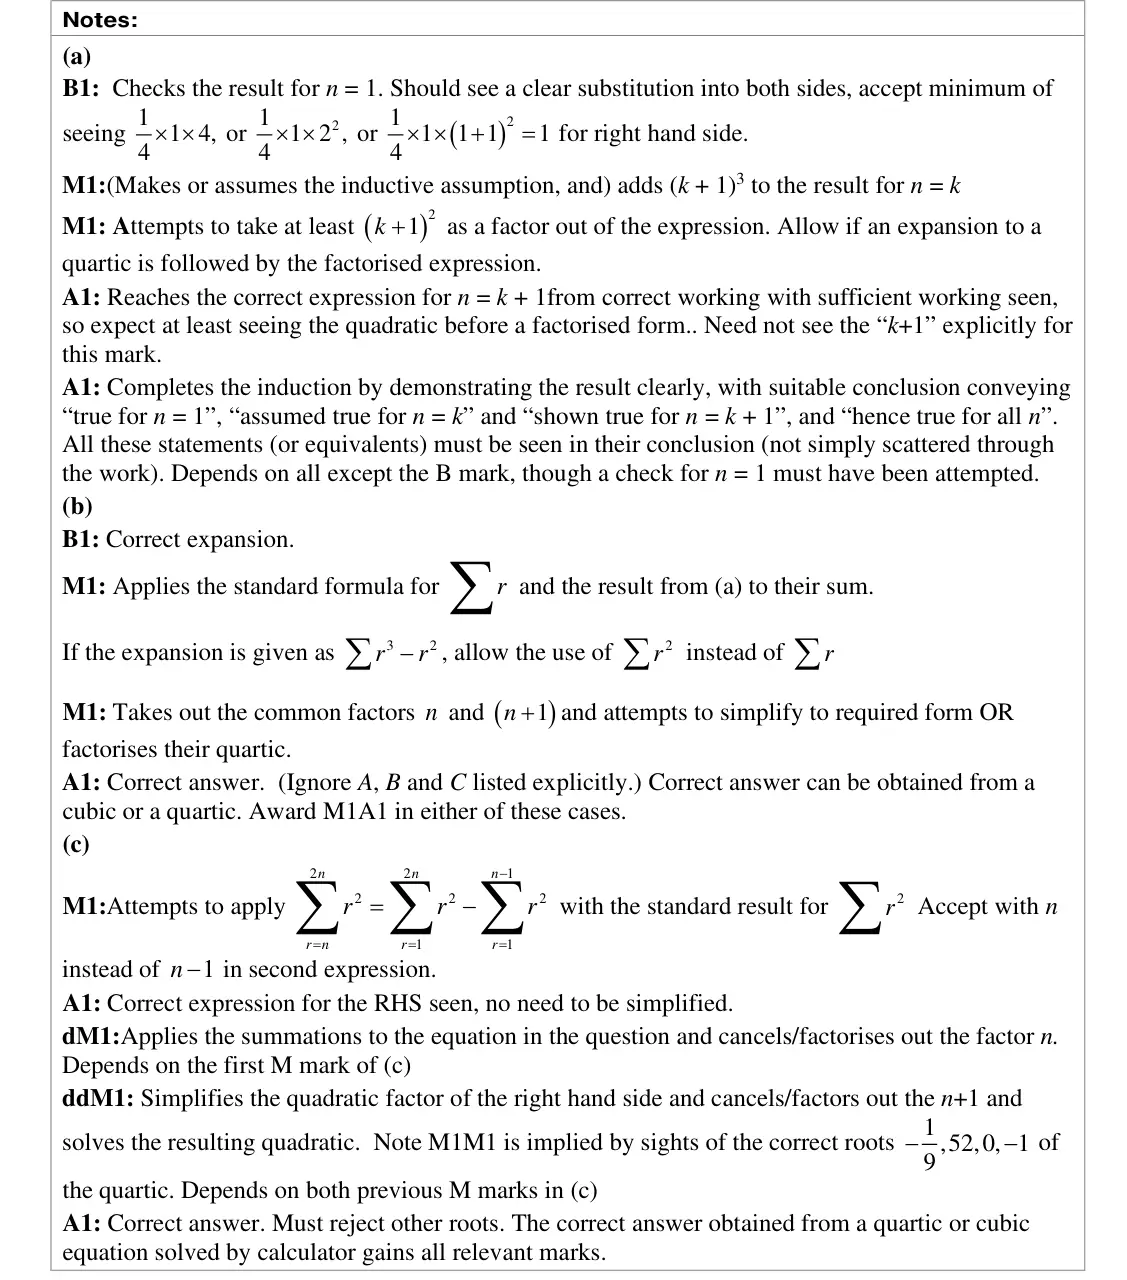 Notes:
(a)
B1: Checks the result for n = 1. Should see a clear substitution into both sides, accept minimum of
seeing 1/4 ×1×4, or 1/4 ×1×2², or 1/4 ×1×(1+1)² = 1 for right hand side.
M1:(Makes or assumes the inductive assumption, and) adds (k + 1)³ to the result for n = k
M1: Attempts to take at least (k+1)² as a factor out of the expression. Allow if an expansion to a
quartic is followed by the factorised expression.
A1: Reaches the correct expression for n = k + 1from correct working with sufficient working seen,
so expect at least seeing the quadratic before a factorised form.. Need not see the “k+1” explicitly for
this mark.
A1: Completes the induction by demonstrating the result clearly, with suitable conclusion conveying
“true for n = 1”, “assumed true for n = k” and “shown true for n = k + 1”, and “hence true for all n”.
All these statements (or equivalents) must be seen in their conclusion (not simply scattered through
the work). Depends on all except the B mark, though a check for n = 1 must have been attempted.
(b)
B1: Correct expansion.
M1: Applies the standard formula for ∑ r and the result from (a) to their sum.
If the expansion is given as ∑ r³ − r², allow the use of ∑ r² instead of ∑ r
M1: Takes out the common factors n and (n+1) and attempts to simplify to required form OR
factorises their quartic.
A1: Correct answer. (Ignore A, B and C listed explicitly.) Correct answer can be obtained from a
cubic or a quartic. Award M1A1 in either of these cases.
(c)
M1:Attempts to apply ∑_{r=n}^{2n} r² = ∑_{r=1}^{2n} r² − ∑_{r=1}^{n−1} r² with the standard result for ∑ r² Accept with n
instead of n−1 in second expression.
A1: Correct expression for the RHS seen, no need to be simplified.
dM1:Applies the summations to the equation in the question and cancels/factorises out the factor n.
Depends on the first M mark of (c)
ddM1: Simplifies the quadratic factor of the right hand side and cancels/factors out the n+1 and
solves the resulting quadratic. Note M1M1 is implied by sights of the correct roots −1/9, 52, 0, −1 of
the quartic. Depends on both previous M marks in (c)
A1: Correct answer. Must reject other roots. The correct answer obtained from a quartic or cubic
equation solved by calculator gains all relevant marks.